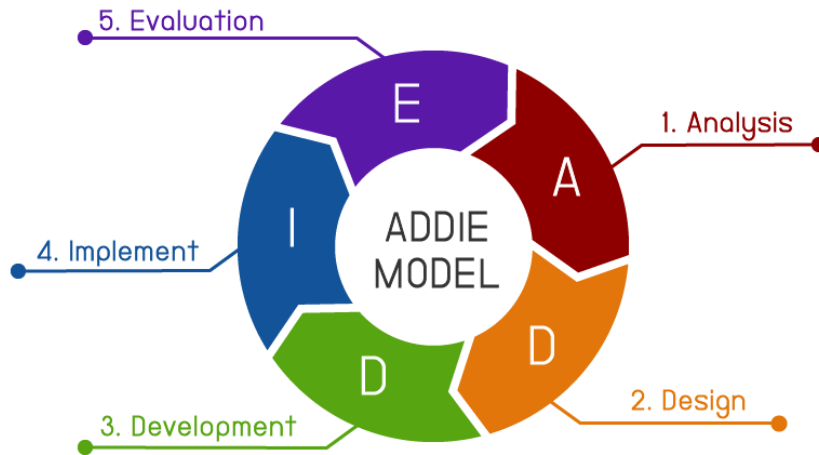 5. Evaluation
E
1. Analysis
A
I
ADDIE
MODEL
4. Implement
D
D
2. Design
3. Development